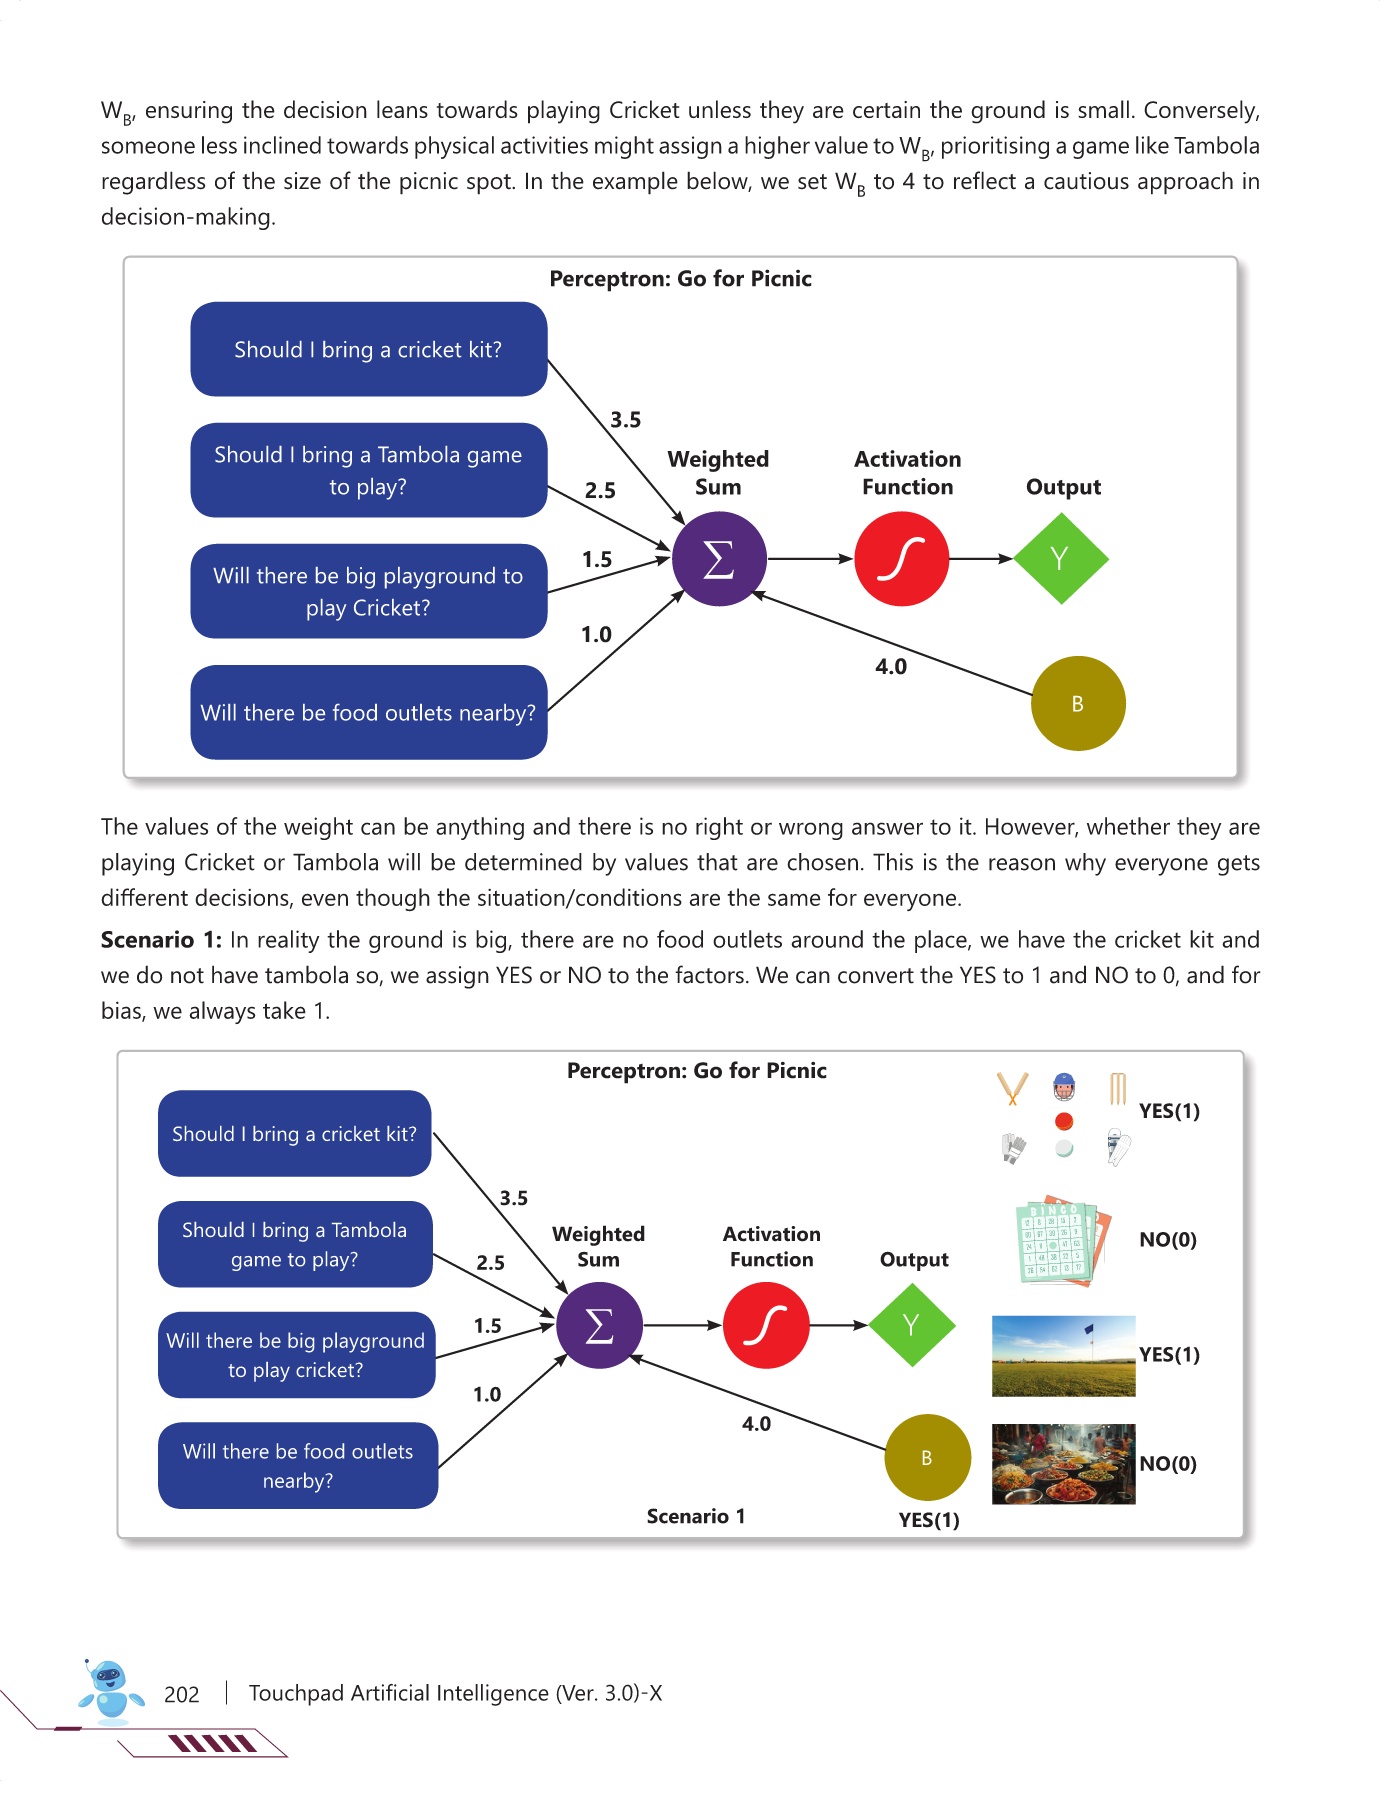 W_B, ensuring the decision leans towards playing Cricket unless they are certain the ground is small. Conversely,
someone less inclined towards physical activities might assign a higher value to W_B, prioritising a game like Tambola
regardless of the size of the picnic spot. In the example below, we set W_B to 4 to reflect a cautious approach in
decision-making.
Perceptron: Go for Picnic
Should I bring a cricket kit?
3.5
Should I bring a Tambola game
to play?
2.5
Will there be big playground to
play Cricket?
1.5
Will there be food outlets nearby?
1.0
Weighted
Sum
Σ
Activation
Function
Output
Y
4.0
B
The values of the weight can be anything and there is no right or wrong answer to it. However, whether they are
playing Cricket or Tambola will be determined by values that are chosen. This is the reason why everyone gets
different decisions, even though the situation/conditions are the same for everyone.
Scenario 1: In reality the ground is big, there are no food outlets around the place, we have the cricket kit and
we do not have tambola so, we assign YES or NO to the factors. We can convert the YES to 1 and NO to 0, and for
bias, we always take 1.
Perceptron: Go for Picnic
Should I bring a cricket kit?
3.5
Should I bring a Tambola
game to play?
2.5
Will there be big playground
to play cricket?
1.5
Will there be food outlets
nearby?
1.0
Weighted
Sum
Σ
Activation
Function
Output
Y
4.0
B
YES(1)
Scenario 1
YES(1)
BINGO
NO(0)
YES(1)
NO(0)
202 | Touchpad Artificial Intelligence (Ver. 3.0)-X